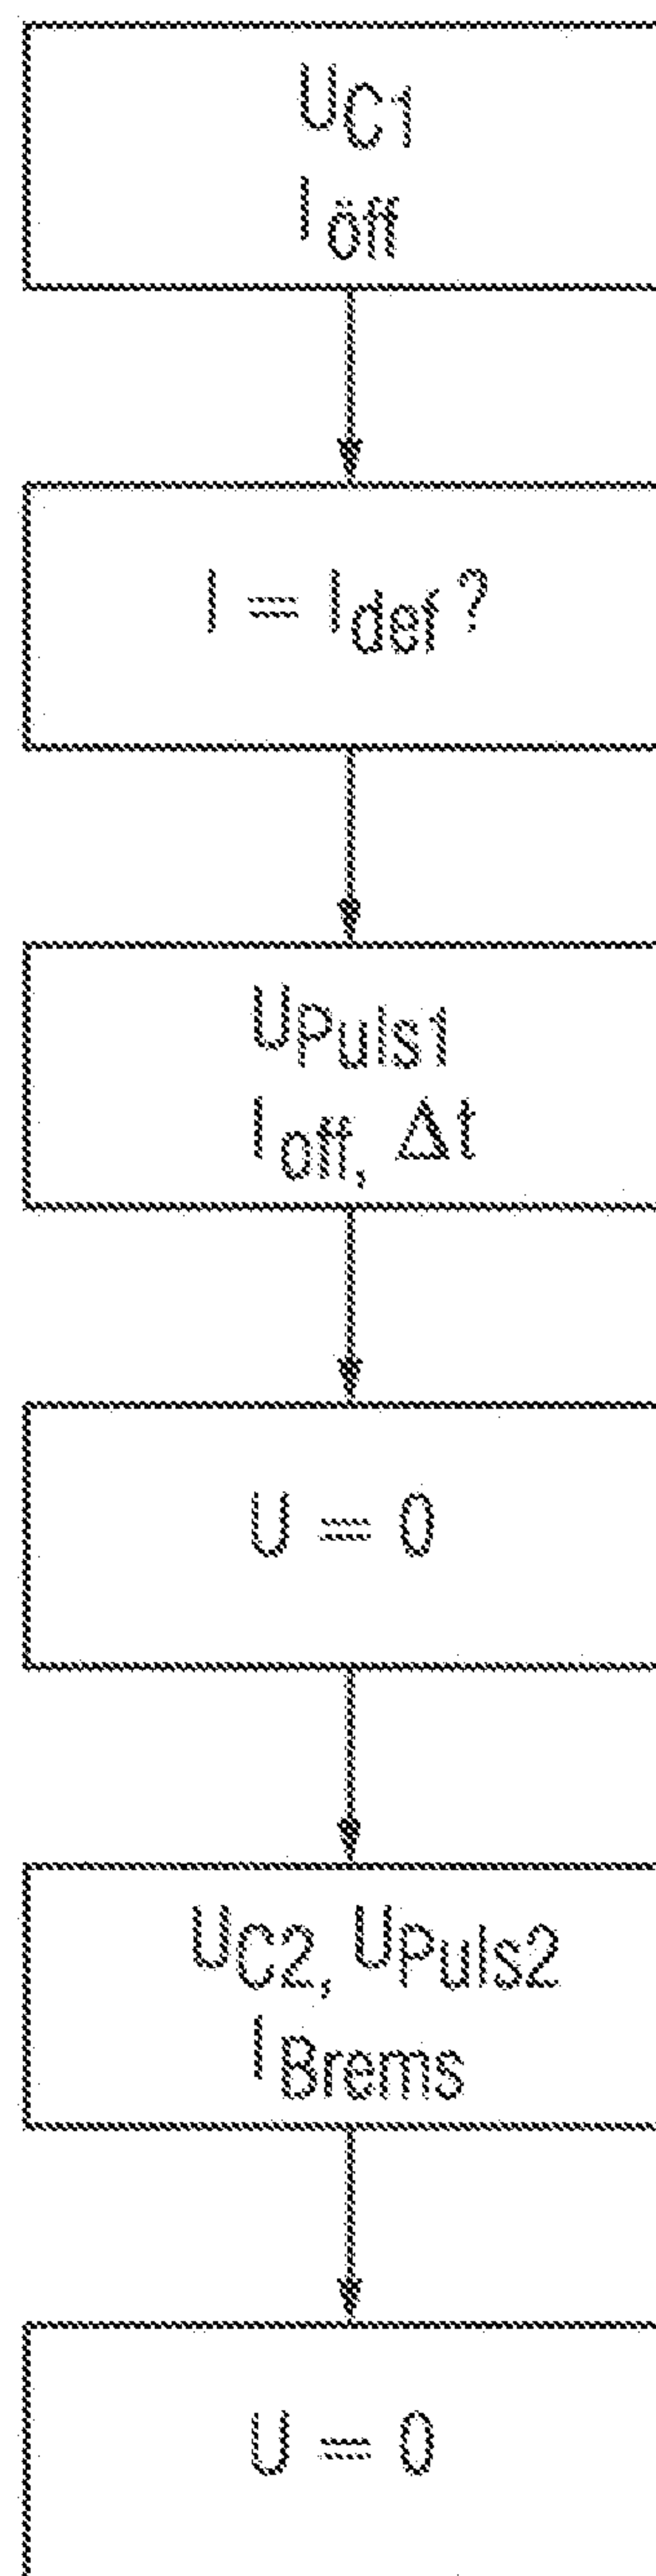 UC1
Iöff
I = Idef?
UPuls1
Ioff, Δt
U = 0
UC2, UPuls2
IBrems
U = 0